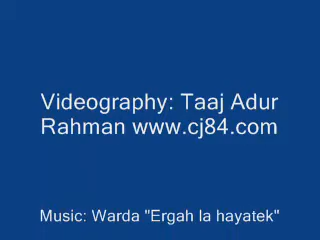 Videography: Taaj Adur
Rahman www.cj84.com
Music: Warda "Ergah la hayatek"